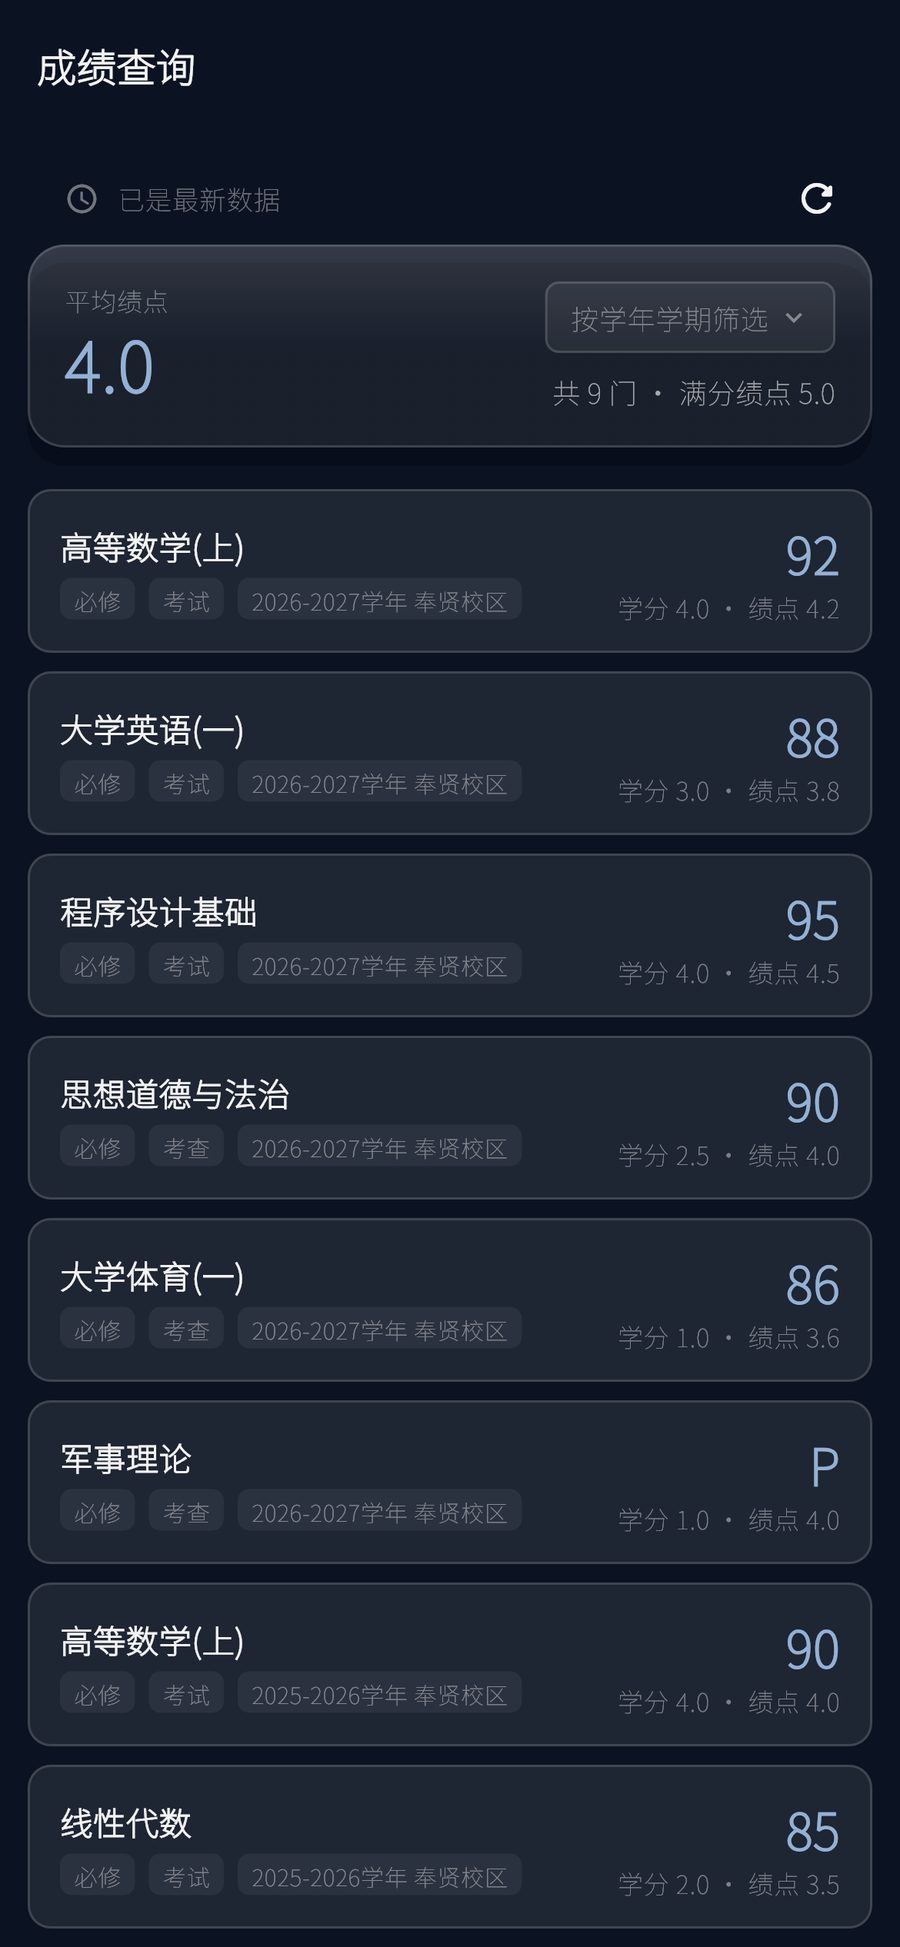 成绩查询
已是最新数据
平均绩点
按学年学期筛选
4.0
共 9 门 · 满分绩点 5.0
高等数学(上)
92
必修 考试 2026-2027学年 奉贤校区
学分 4.0 · 绩点 4.2
大学英语(一)
88
必修 考试 2026-2027学年 奉贤校区
学分 3.0 · 绩点 3.8
程序设计基础
95
必修 考试 2026-2027学年 奉贤校区
学分 4.0 · 绩点 4.5
思想道德与法治
90
必修 考查 2026-2027学年 奉贤校区
学分 2.5 · 绩点 4.0
大学体育(一)
86
必修 考查 2026-2027学年 奉贤校区
学分 1.0 · 绩点 3.6
军事理论
P
必修 考查 2026-2027学年 奉贤校区
学分 1.0 · 绩点 4.0
高等数学(上)
90
必修 考试 2025-2026学年 奉贤校区
学分 4.0 · 绩点 4.0
线性代数
85
必修 考试 2025-2026学年 奉贤校区
学分 2.0 · 绩点 3.5